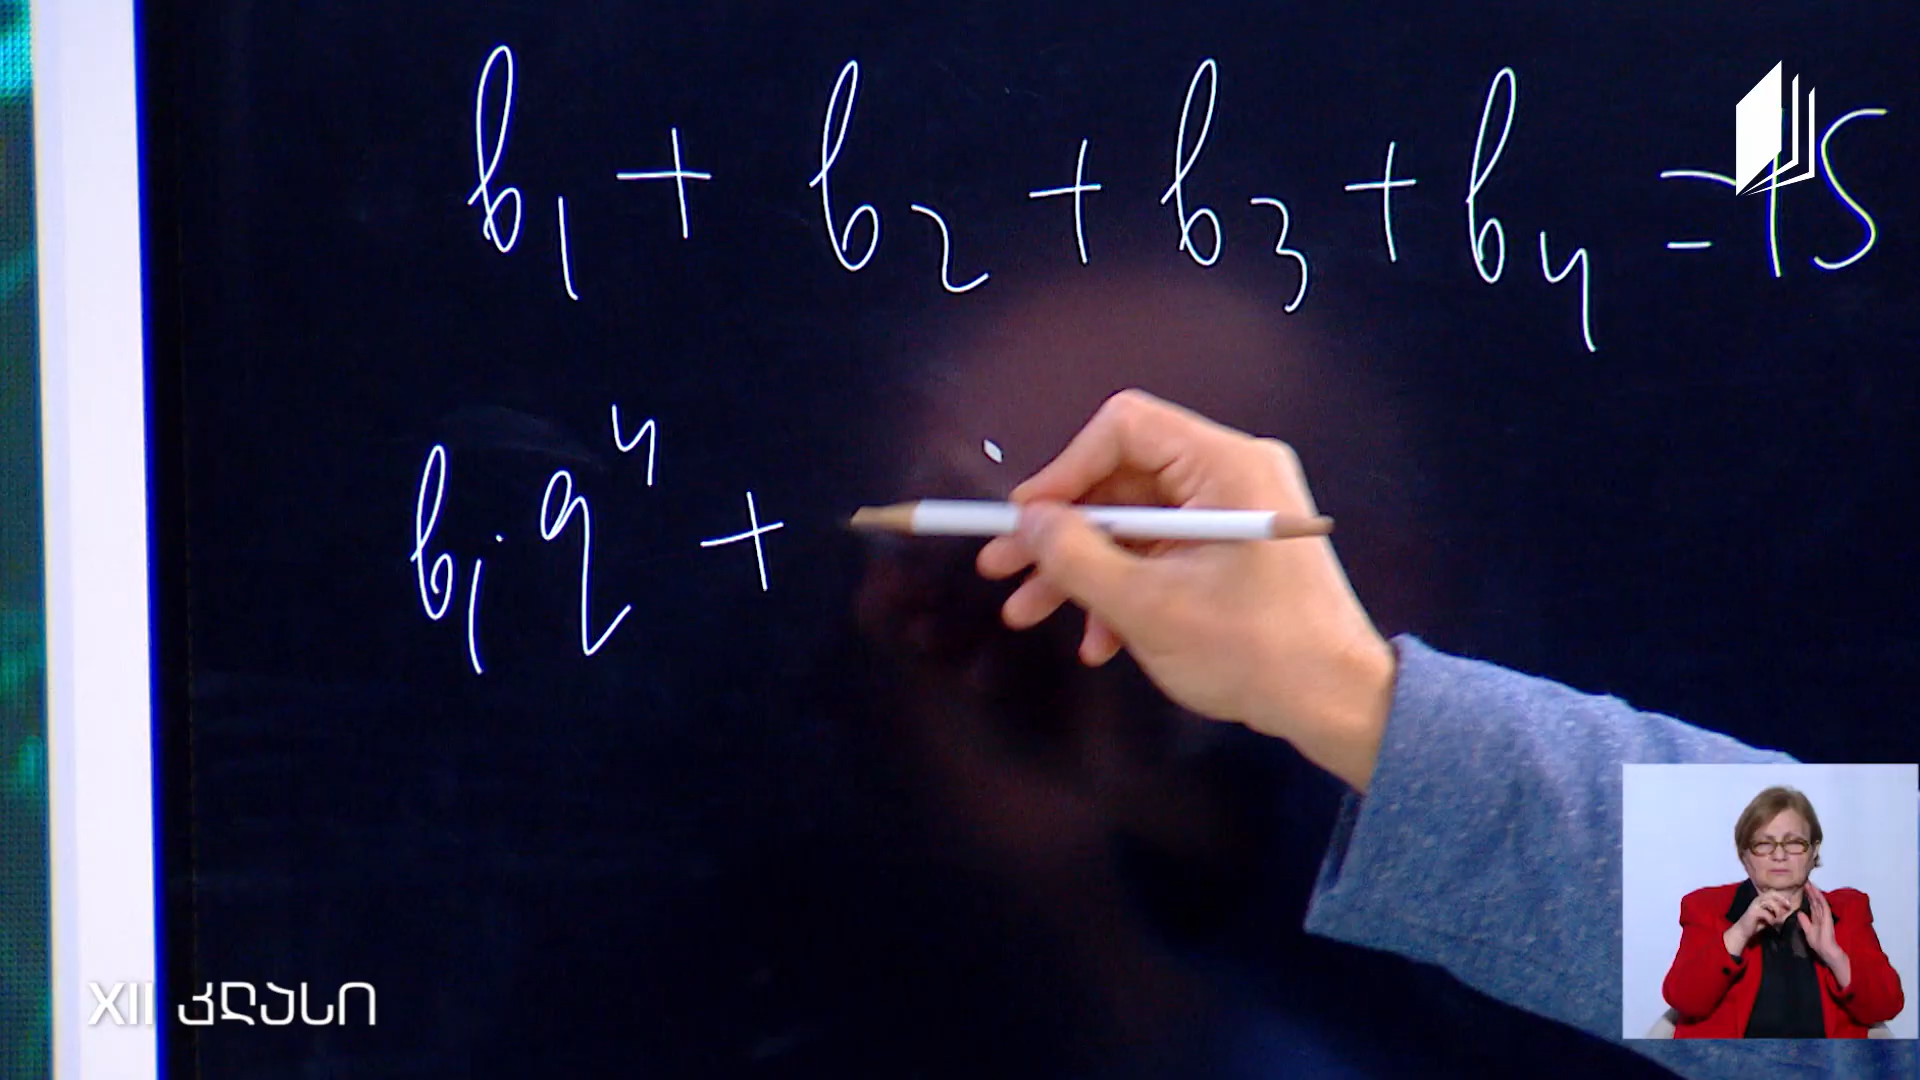 b₁ + b₂ + b₃ + b₄ = 15
b₁ · q⁴ +
XII კლასი